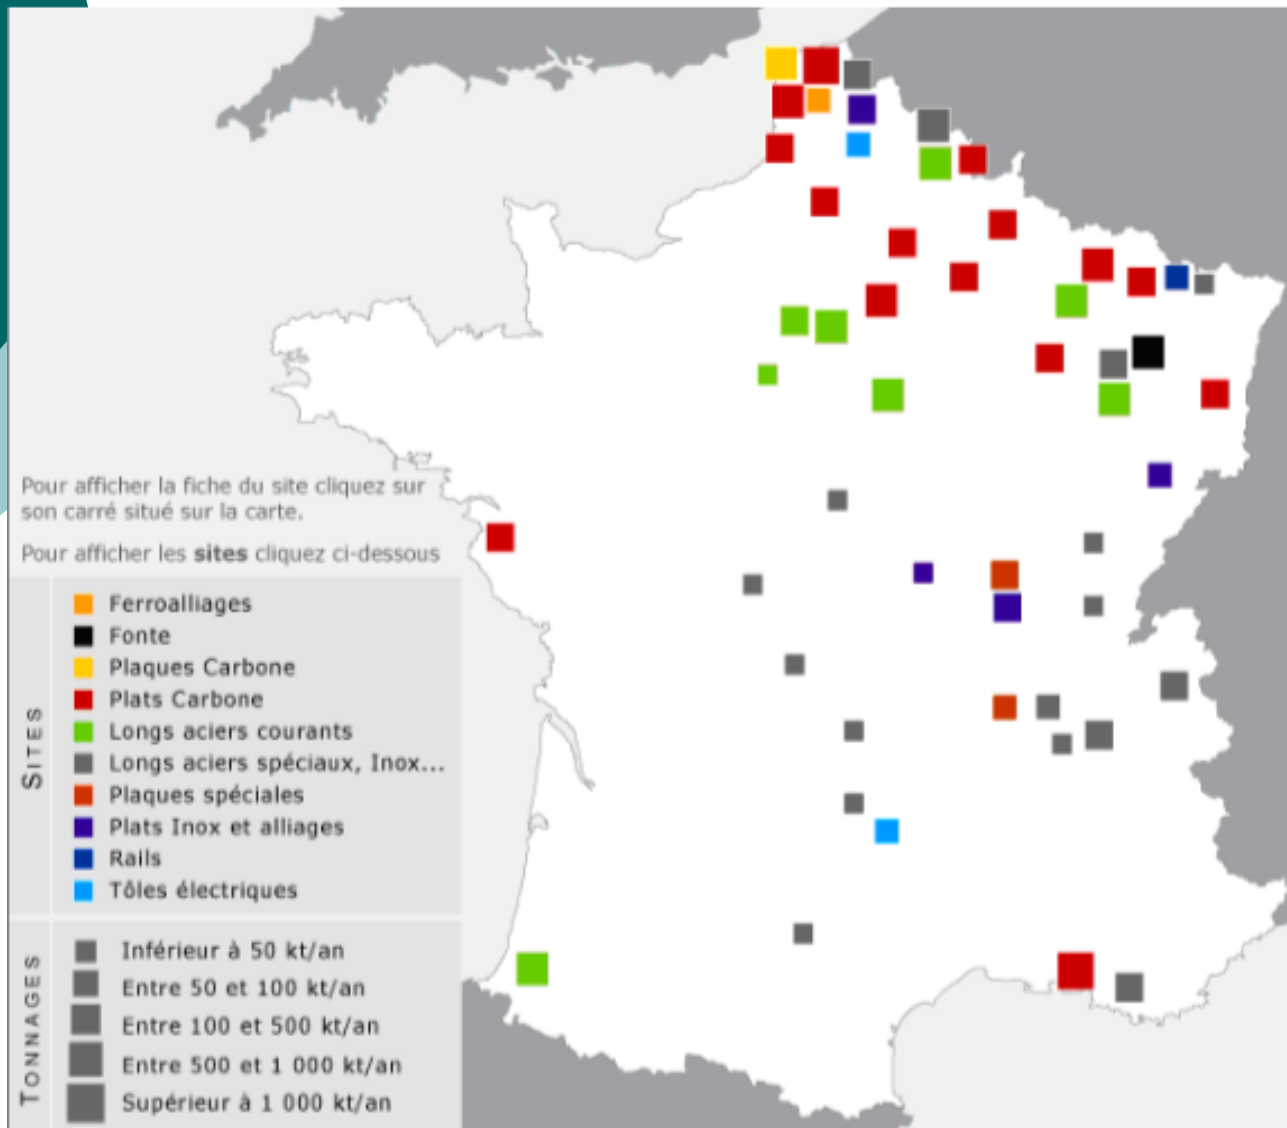 Pour afficher la fiche du site cliquez sur
son carré situé sur la carte.
Pour afficher les sites cliquez ci-dessous
SITES
Ferroalliages
Fonte
Plaques Carbone
Plats Carbone
Longs aciers courants
Longs aciers spéciaux, Inox...
Plaques spéciales
Plats Inox et alliages
Rails
Tôles électriques
TONNAGES
Inférieur à 50 kt/an
Entre 50 et 100 kt/an
Entre 100 et 500 kt/an
Entre 500 et 1 000 kt/an
Supérieur à 1 000 kt/an